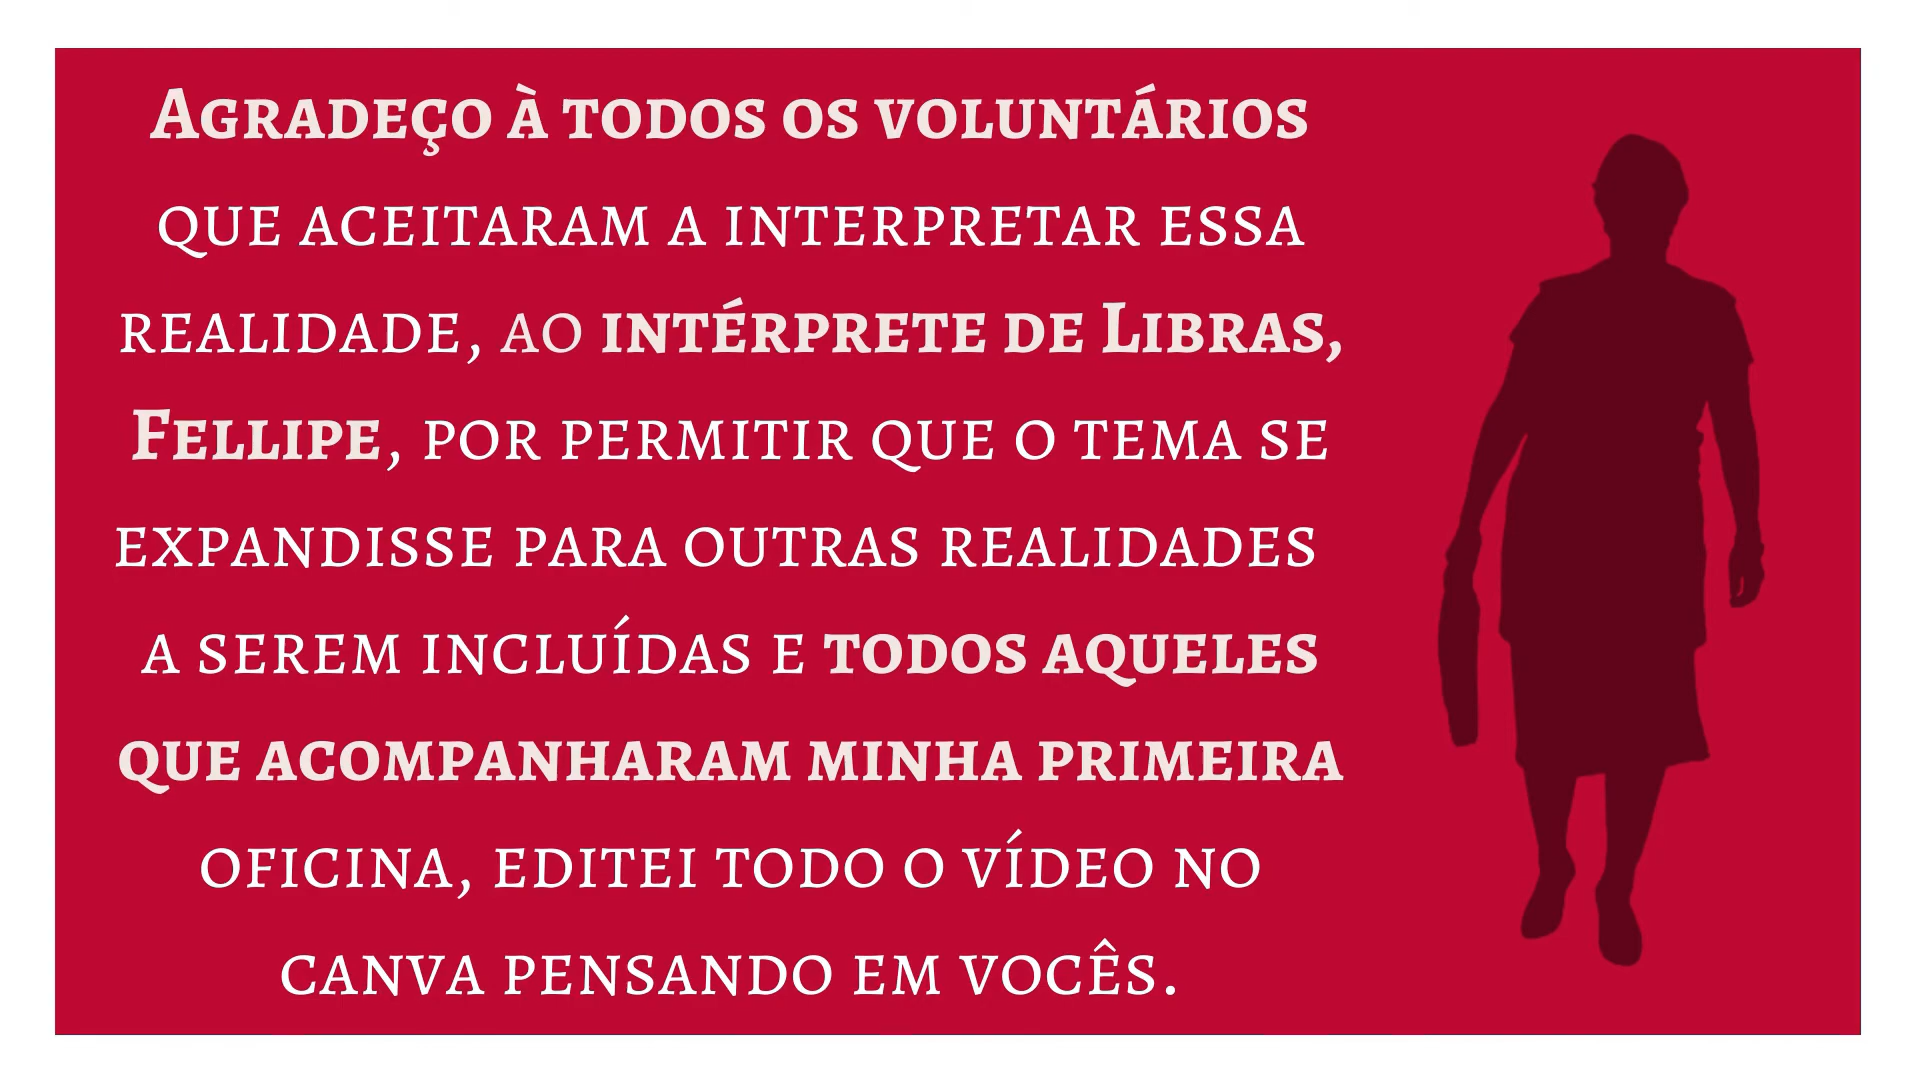 Agradeço à todos os voluntários
que aceitaram a interpretar essa
realidade, ao intérprete de Libras,
Fellipe, por permitir que o tema se
expandisse para outras realidades
a serem incluídas e todos aqueles
que acompanharam minha primeira
oficina, editei todo o vídeo no
canva pensando em vocês.